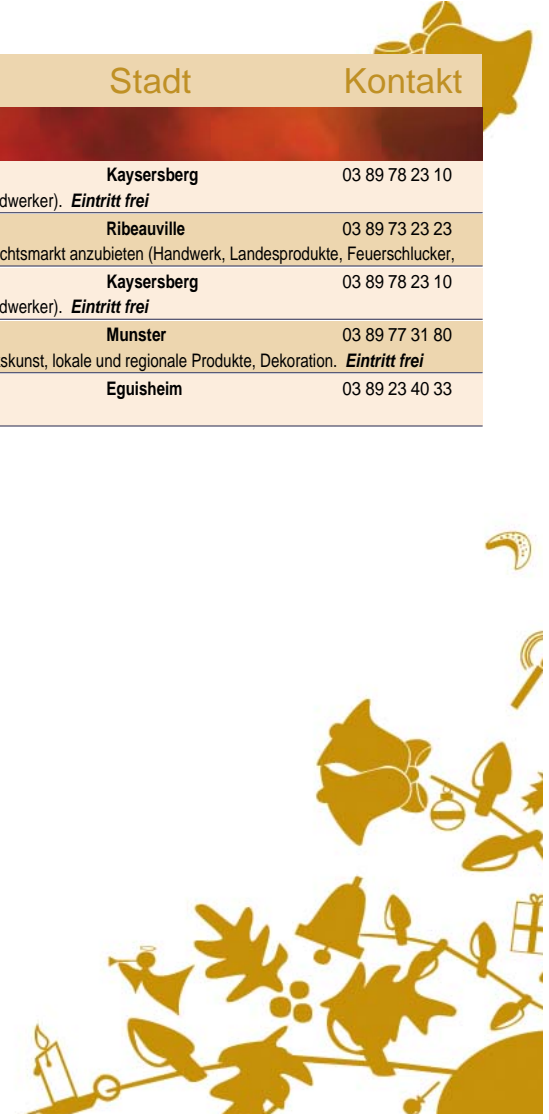 Stadt Kontakt
Kaysersberg 03 89 78 23 10
dwerker). Eintritt frei
Ribeauville 03 89 73 23 23
chtsmarkt anzubieten (Handwerk, Landesprodukte, Feuerschlucker,
Kaysersberg 03 89 78 23 10
dwerker). Eintritt frei
Munster 03 89 77 31 80
skunst, lokale und regionale Produkte, Dekoration. Eintritt frei
Eguisheim 03 89 23 40 33